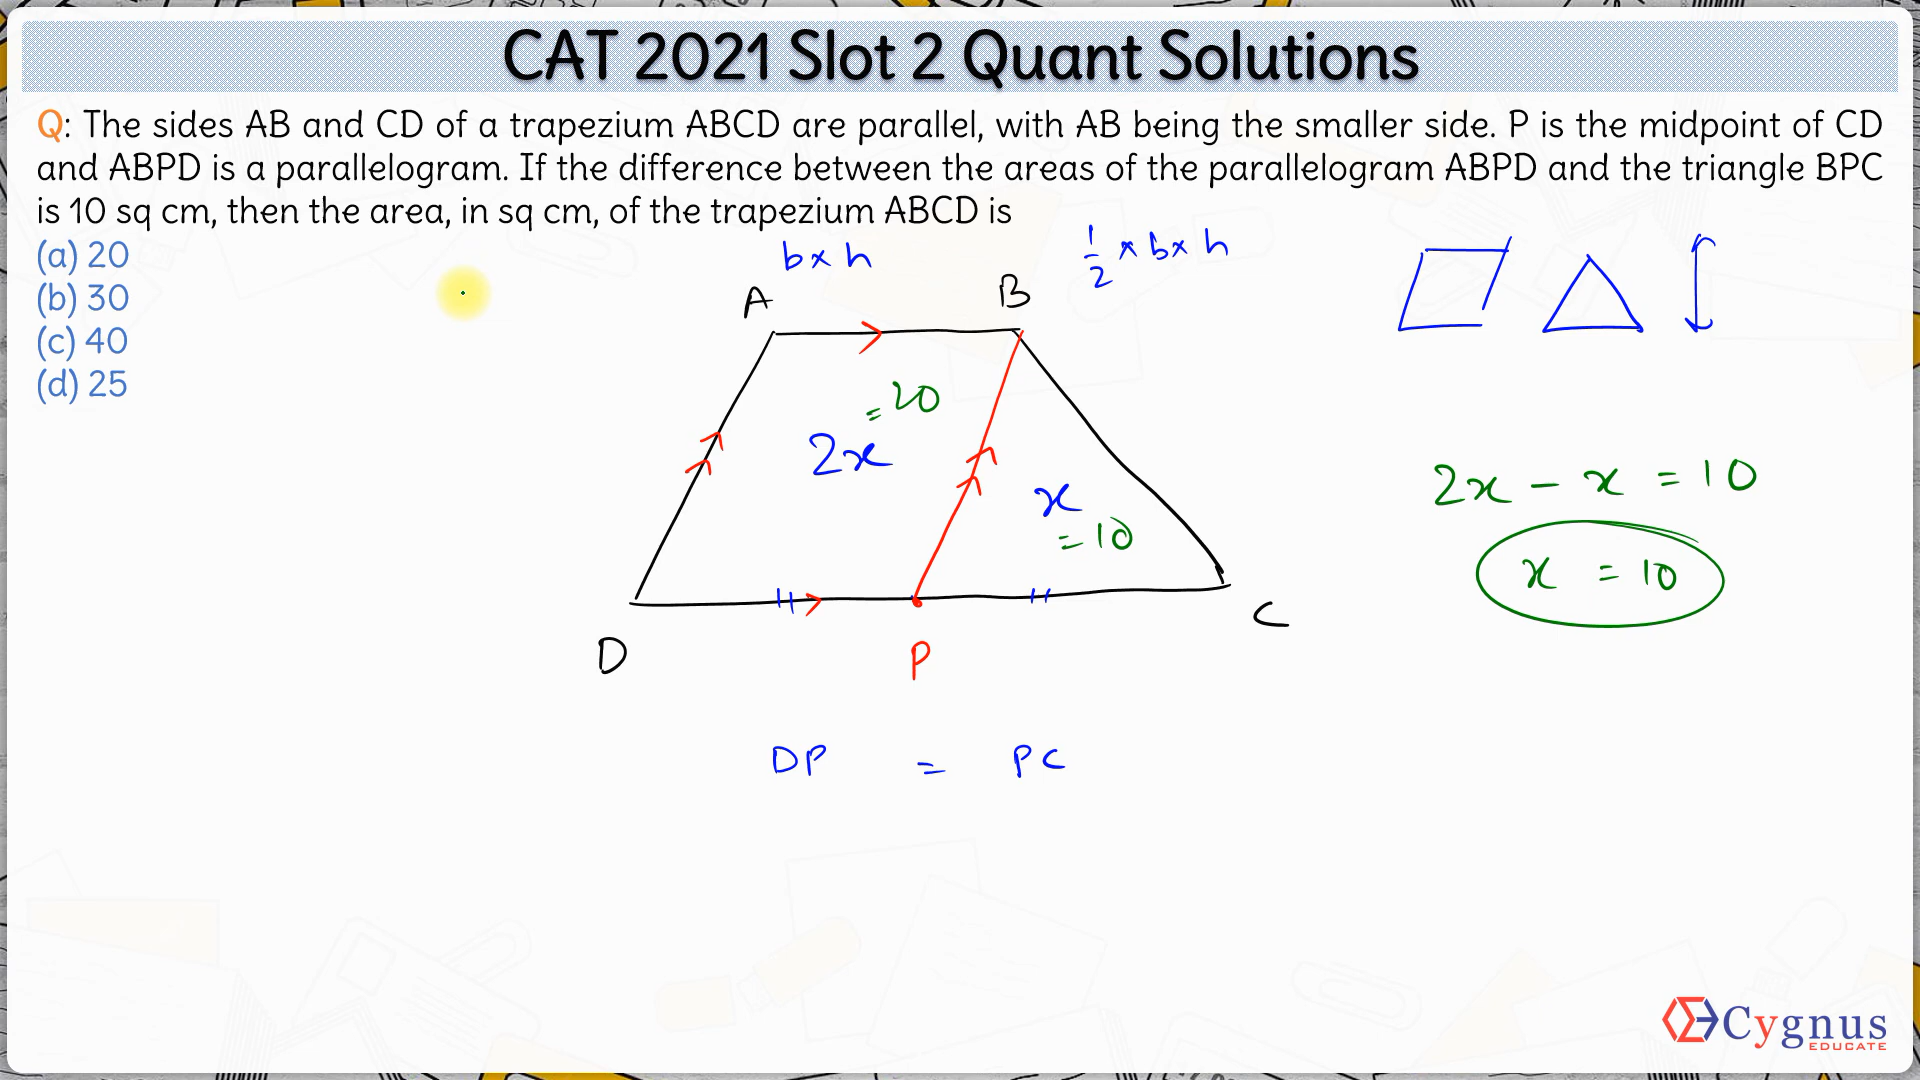 CAT 2021 Slot 2 Quant Solutions
Q: The sides AB and CD of a trapezium ABCD are parallel, with AB being the smaller side. P is the midpoint of CD
and ABPD is a parallelogram. If the difference between the areas of the parallelogram ABPD and the triangle BPC
is 10 sq cm, then the area, in sq cm, of the trapezium ABCD is
(a) 20
(b) 30
(c) 40
(d) 25
b × h
1/2 × b × h
A
B
= 20
2x
x
= 10
D
P
C
DP = PC
2x - x = 10
x = 10
Cygnus
EDUCATE